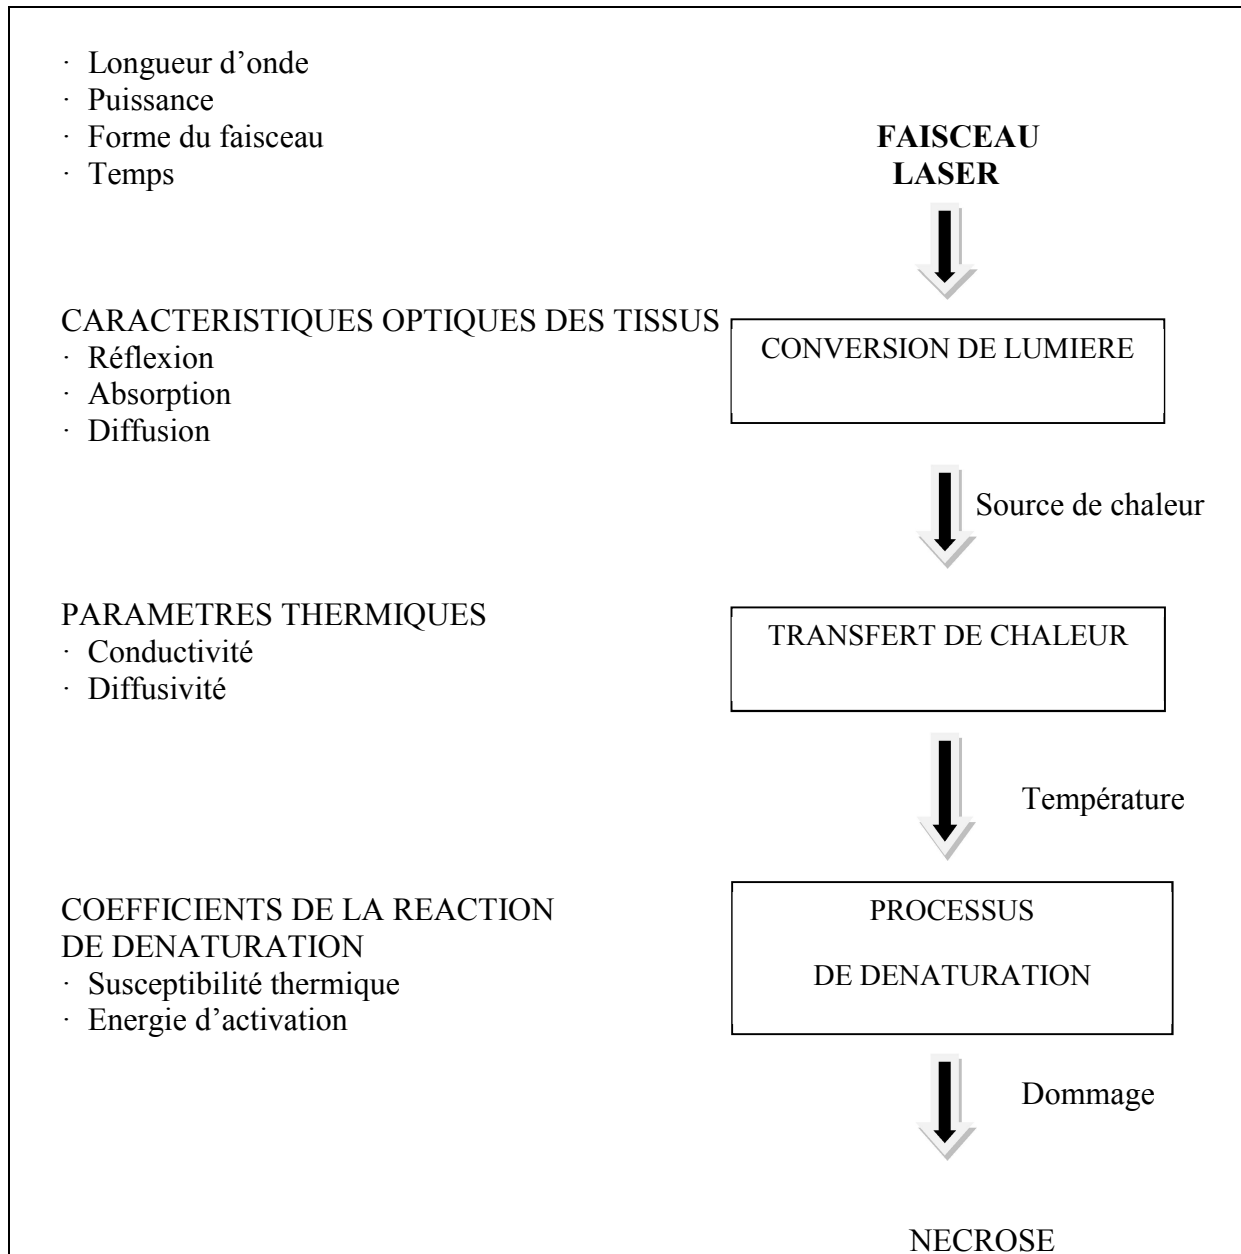 · Longueur d’onde
· Puissance
· Forme du faisceau
· Temps
FAISCEAU
LASER
CARACTERISTIQUES OPTIQUES DES TISSUS
· Réflexion
· Absorption
· Diffusion
CONVERSION DE LUMIERE
Source de chaleur
PARAMETRES THERMIQUES
· Conductivité
· Diffusivité
TRANSFERT DE CHALEUR
Température
COEFFICIENTS DE LA REACTION
DE DENATURATION
· Susceptibilité thermique
· Energie d’activation
PROCESSUS
DE DENATURATION
Dommage
NECROSE